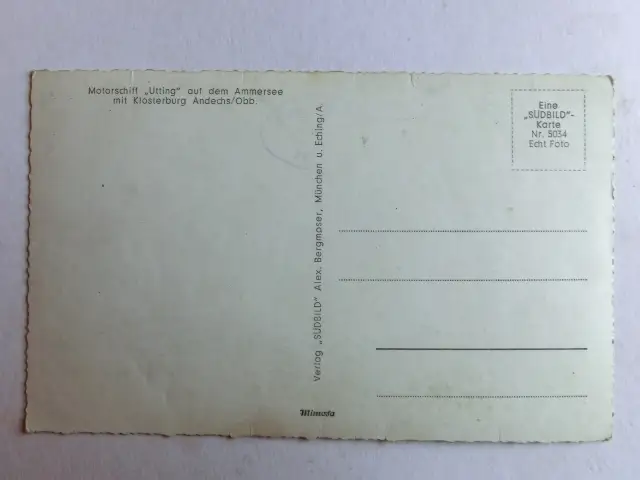 Motorschiff „Utting" auf dem Ammersee
mit Klosterburg Andechs/Obb.
Verlag „SÜDBILD" Alex. Bergmoser, München u. Eching/A.
Mimosa
Eine
„SÜDBILD"-
Karte
Nr. 5034
Echt Foto